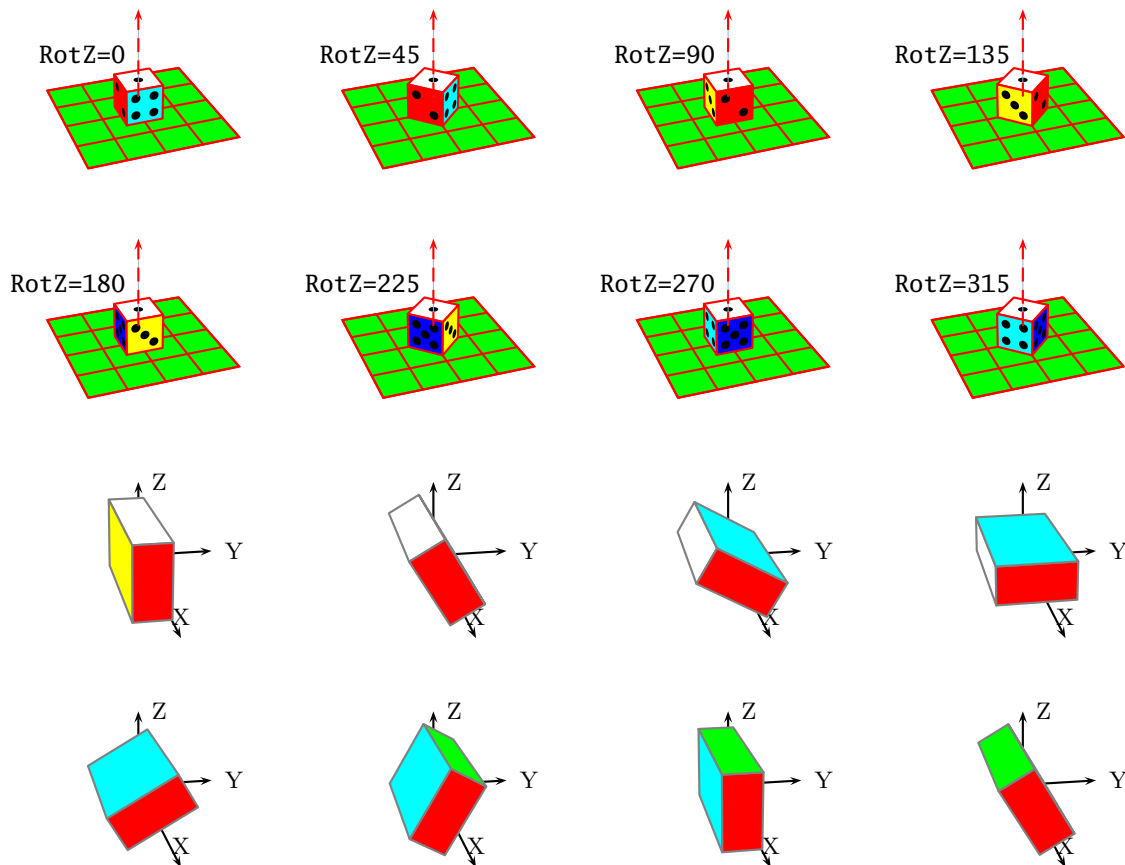 RotZ=0 RotZ=45 RotZ=90 RotZ=135
RotZ=180 RotZ=225 RotZ=270 RotZ=315
Z Z Z Z
Y Y Y Y
X X X X
Z Z Z Z
Y Y Y Y
X X X X